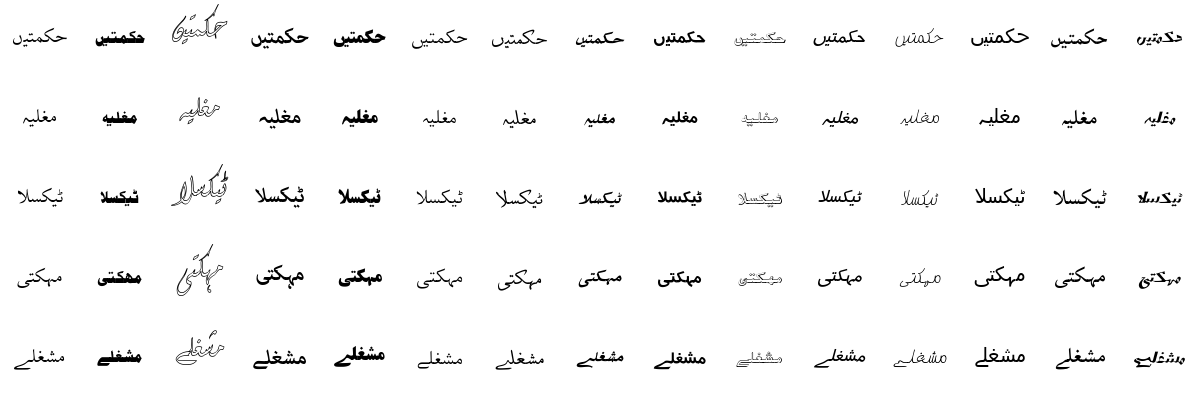 حکمتیں حکمتیں حکمتیں حکمتیں حکمتیں حکمتیں حکمتیں حکمتیں حکمتیں حکمتیں حکمتیں حکمتیں حکمتیں حکمتیں حکمتیں
مغلیہ مغلیہ مغلیہ مغلیہ مغلیہ مغلیہ مغلیہ مغلیہ مغلیہ مغلیہ مغلیہ مغلیہ مغلیہ مغلیہ مغلیہ
ٹیکسلا ٹیکسلا ٹیکسلا ٹیکسلا ٹیکسلا ٹیکسلا ٹیکسلا ٹیکسلا ٹیکسلا ٹیکسلا ٹیکسلا ٹیکسلا ٹیکسلا ٹیکسلا ٹیکسلا
مہکتی مہکتی مہکتی مہکتی مہکتی مہکتی مہکتی مہکتی مہکتی مہکتی مہکتی مہکتی مہکتی مہکتی مہکتی
مشغلے مشغلے مشغلے مشغلے مشغلے مشغلے مشغلے مشغلے مشغلے مشغلے مشغلے مشغلے مشغلے مشغلے مشغلے